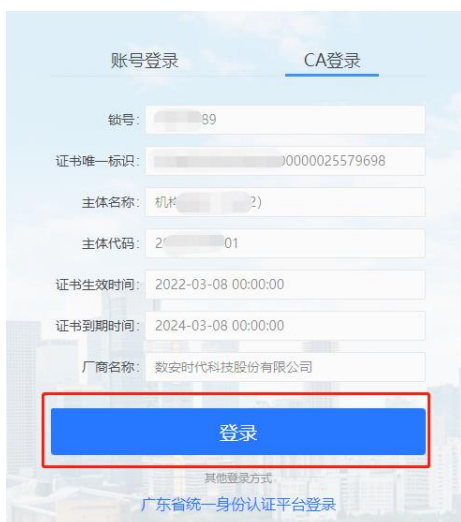 账号登录 CA登录
锁号: 89
证书唯一标识: 00000025579698
主体名称: 机构 2)
主体代码: 2 01
证书生效时间: 2022-03-08 00:00:00
证书到期时间: 2024-03-08 00:00:00
厂商名称: 数安时代科技股份有限公司
登录
其他登录方式
广东省统一身份认证平台登录